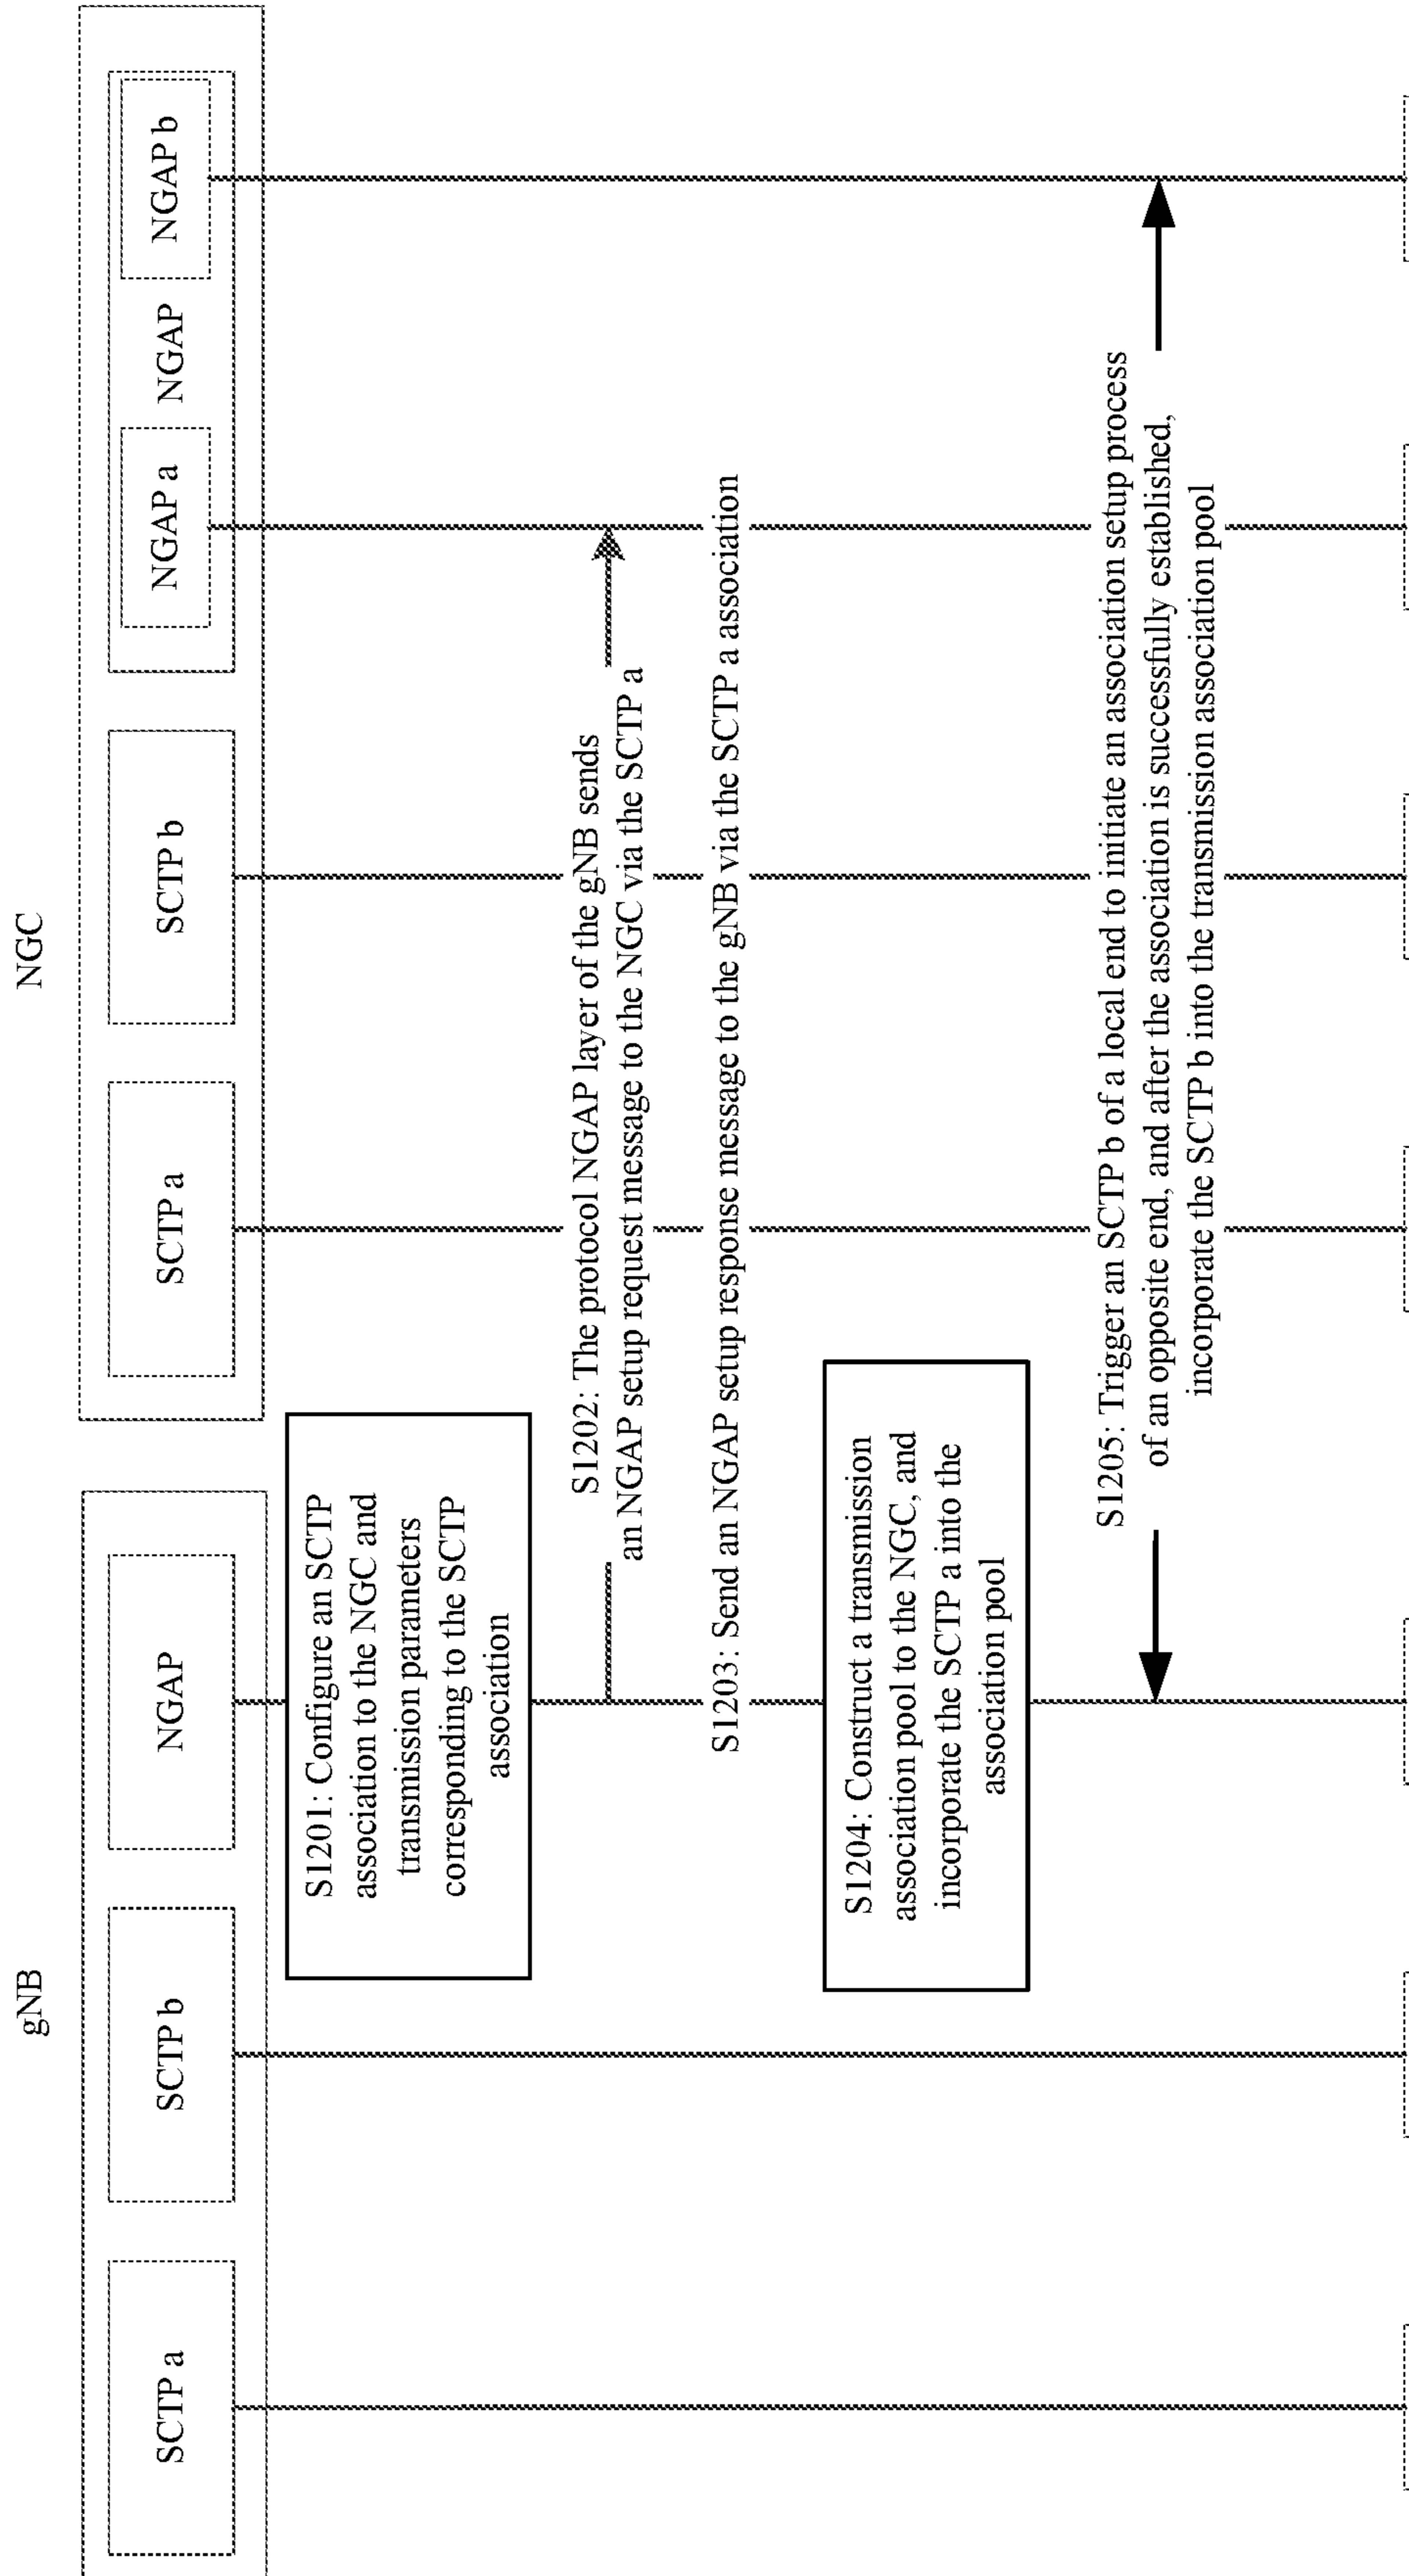 gNB
NGC
SCTP a
SCTP b
NGAP
SCTP a
SCTP b
NGAP a
NGAP
NGAP b
S1201: Configure an SCTP
association to the NGC and
transmission parameters
corresponding to the SCTP
association
S1202: The protocol NGAP layer of the gNB sends
an NGAP setup request message to the NGC via the SCTP a
S1203: Send an NGAP setup response message to the gNB via the SCTP a association
S1204: Construct a transmission
association pool to the NGC, and
incorporate the SCTP a into the
association pool
S1205: Trigger an SCTP b of a local end to initiate an association setup process
of an opposite end, and after the association is successfully established,
incorporate the SCTP b into the transmission association pool